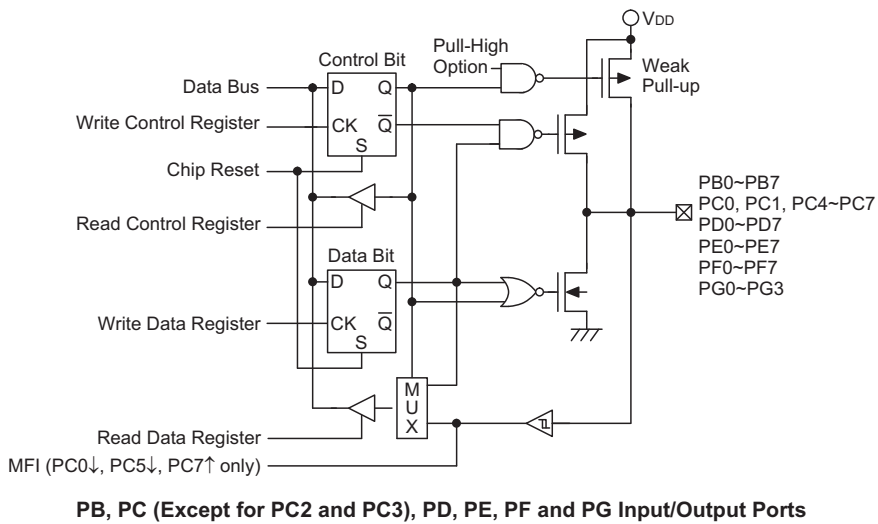 VDD
Pull-High
Option
Weak
Pull-up
Control Bit
Data Bus
D
Q
Write Control Register
CK
Q̅
S
Chip Reset
Read Control Register
PB0~PB7
PC0, PC1, PC4~PC7
PD0~PD7
PE0~PE7
PF0~PF7
PG0~PG3
Data Bit
D
Q
Write Data Register
CK
Q̅
S
M
U
X
Read Data Register
MFI (PC0↓, PC5↓, PC7↑ only)
PB, PC (Except for PC2 and PC3), PD, PE, PF and PG Input/Output Ports